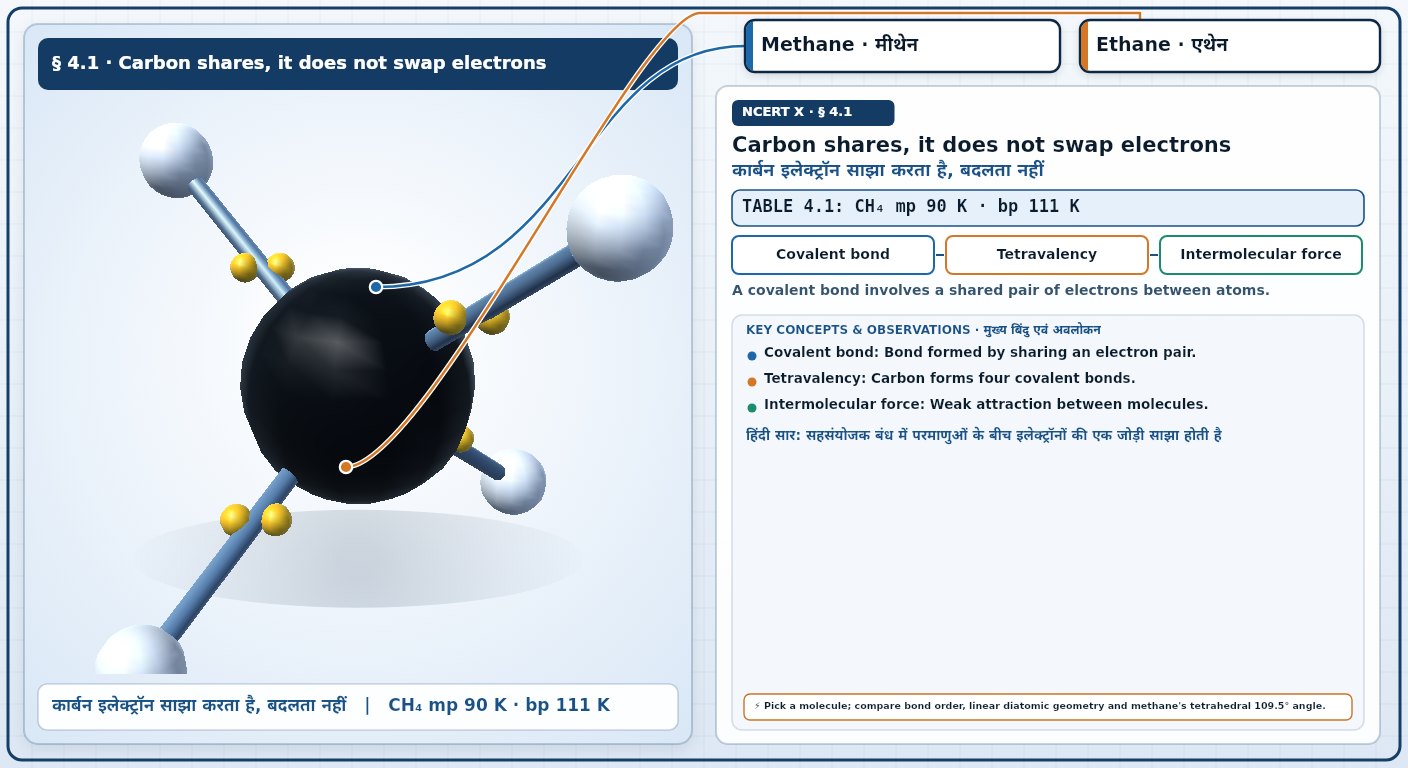 § 4.1 · Carbon shares, it does not swap electrons
Methane · मीथेन
Ethane · एथेन
NCERT X · § 4.1
Carbon shares, it does not swap electrons
कार्बन इलेक्ट्रॉन साझा करता है, बदलता नहीं
TABLE 4.1: CH₄ mp 90 K · bp 111 K
Covalent bond
Tetravalency
Intermolecular force
A covalent bond involves a shared pair of electrons between atoms.
KEY CONCEPTS & OBSERVATIONS · मुख्य बिंदु एवं अवलोकन
Covalent bond: Bond formed by sharing an electron pair.
Tetravalency: Carbon forms four covalent bonds.
Intermolecular force: Weak attraction between molecules.
हिंदी सार: सहसंयोजक बंध में परमाणुओं के बीच इलेक्ट्रॉनों की एक जोड़ी साझा होती है
⚡ Pick a molecule; compare bond order, linear diatomic geometry and methane's tetrahedral 109.5° angle.
कार्बन इलेक्ट्रॉन साझा करता है, बदलता नहीं | CH₄ mp 90 K · bp 111 K